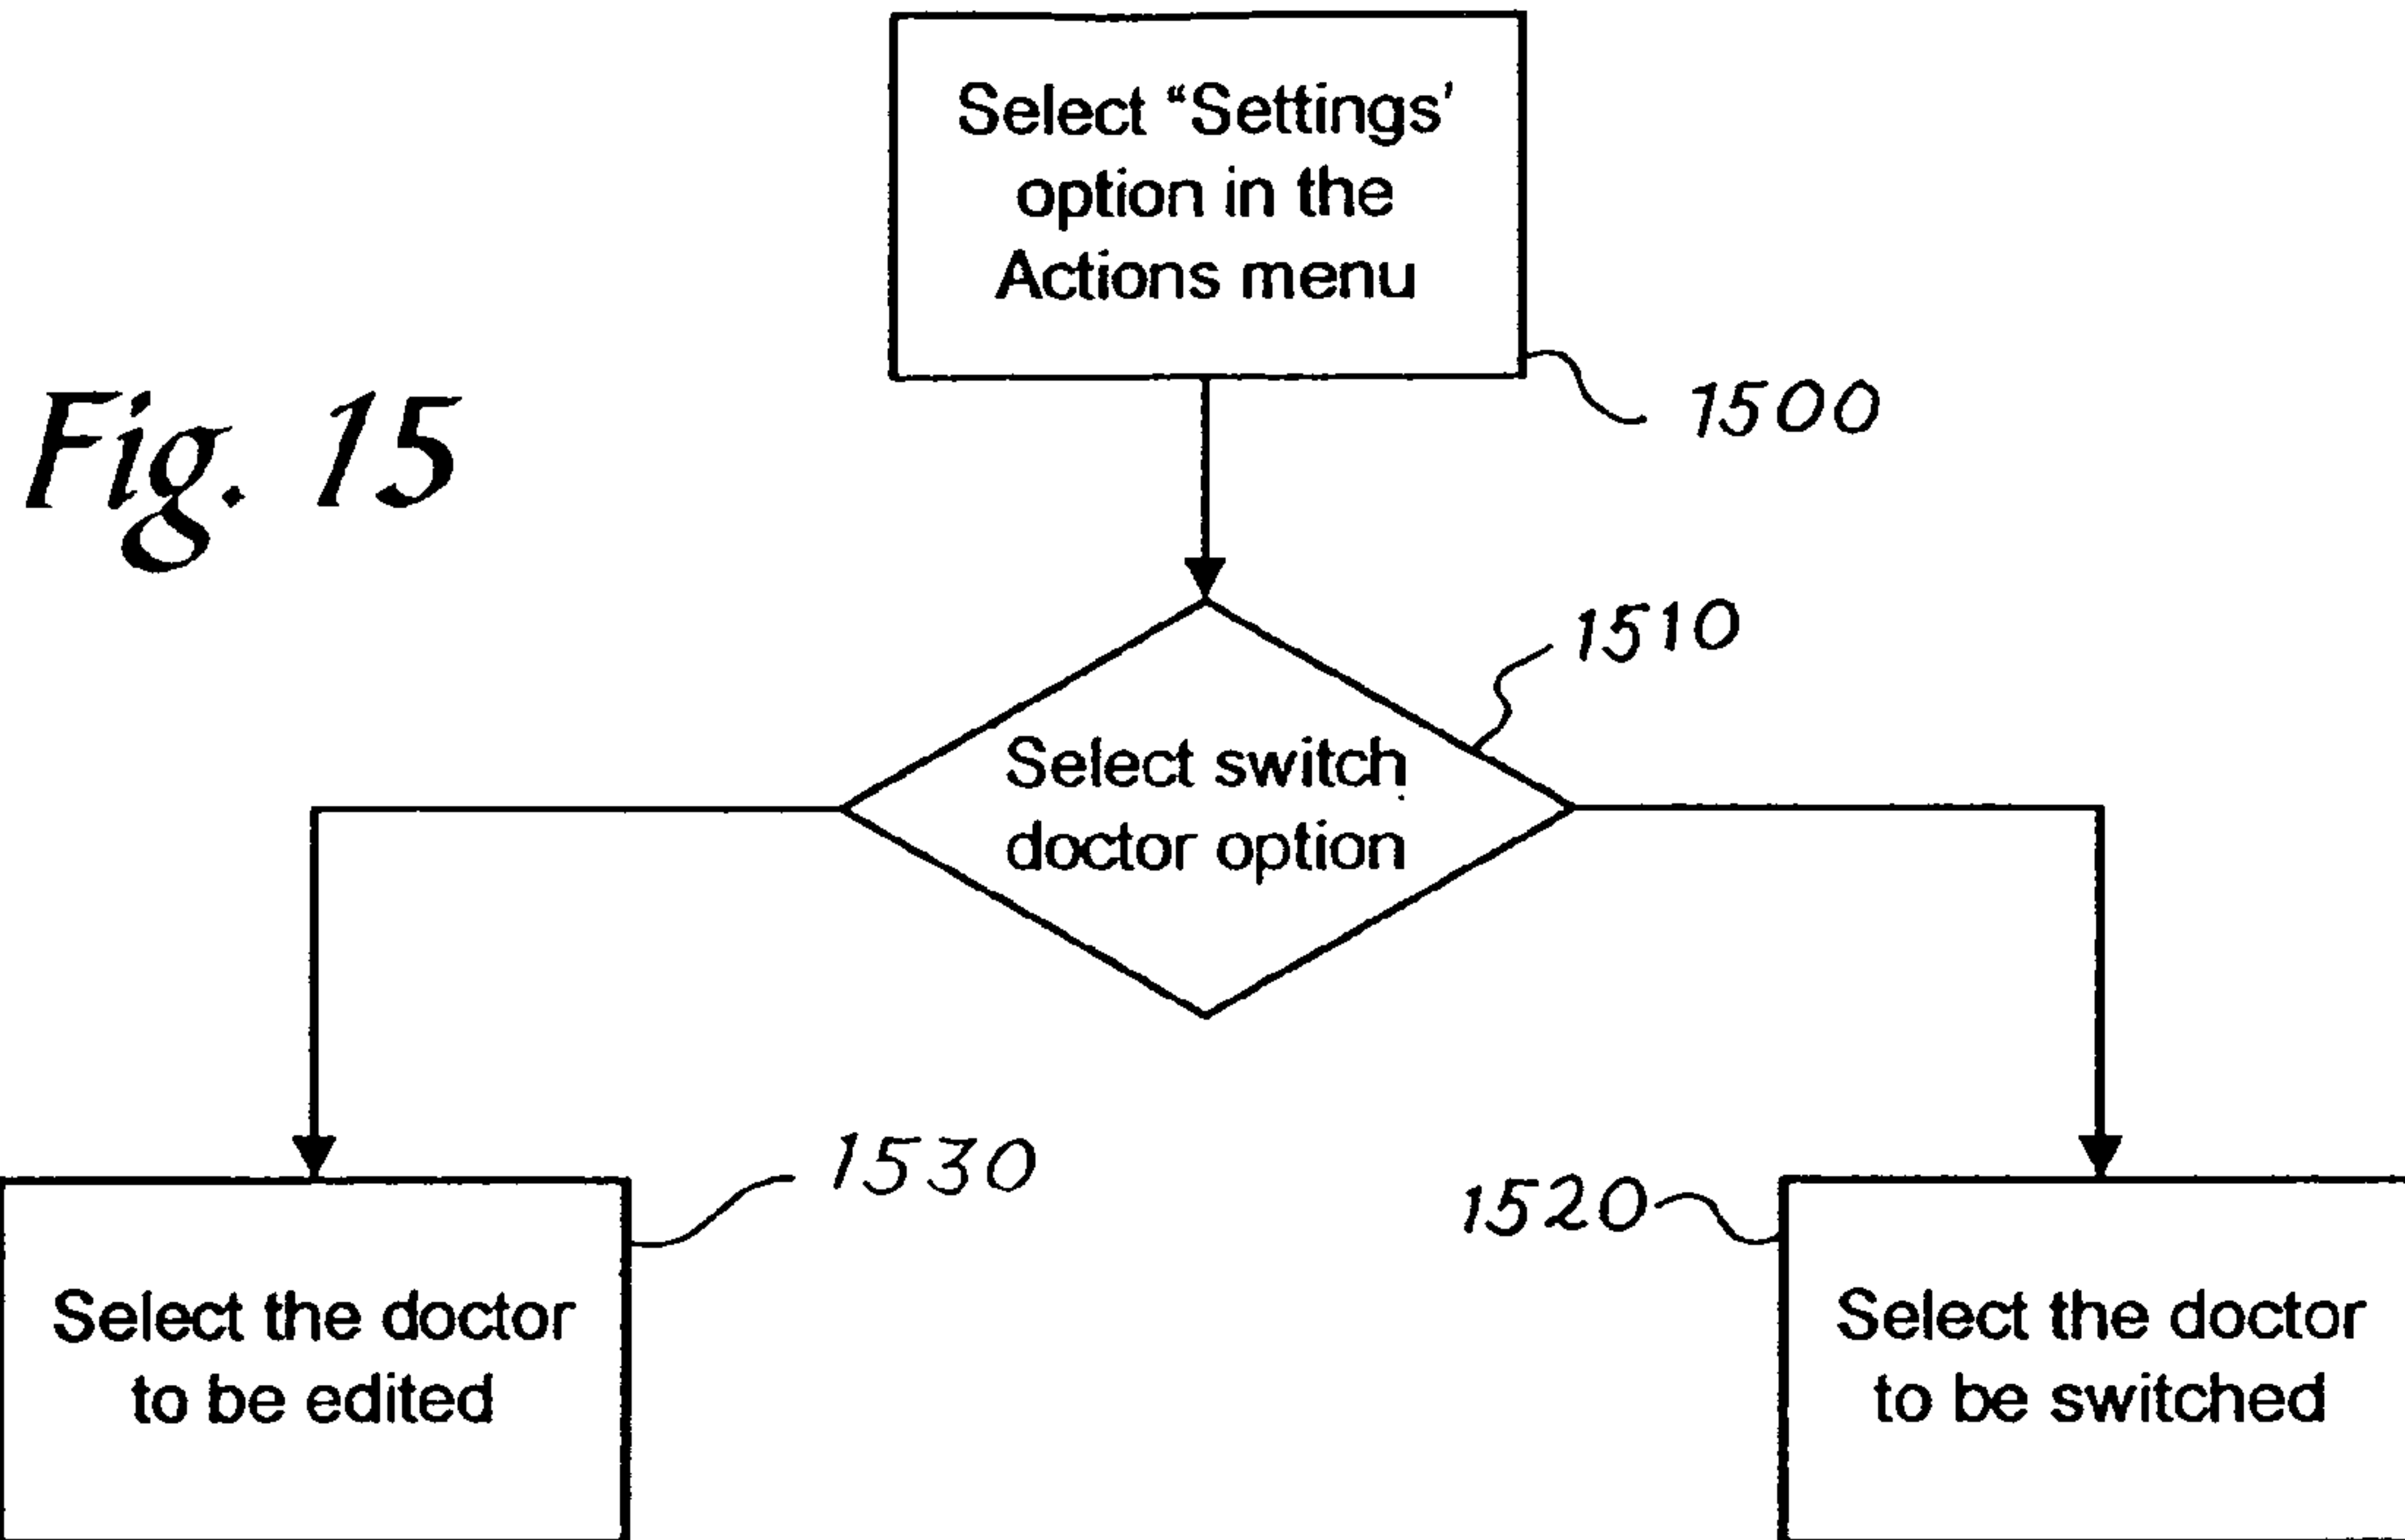 Select “Settings'
option in the
Actions menu
1500
Fig. 15
1510
Select switch
doctor option
1530
1520
Select the doctor
to be edited
Select the doctor
to be switched